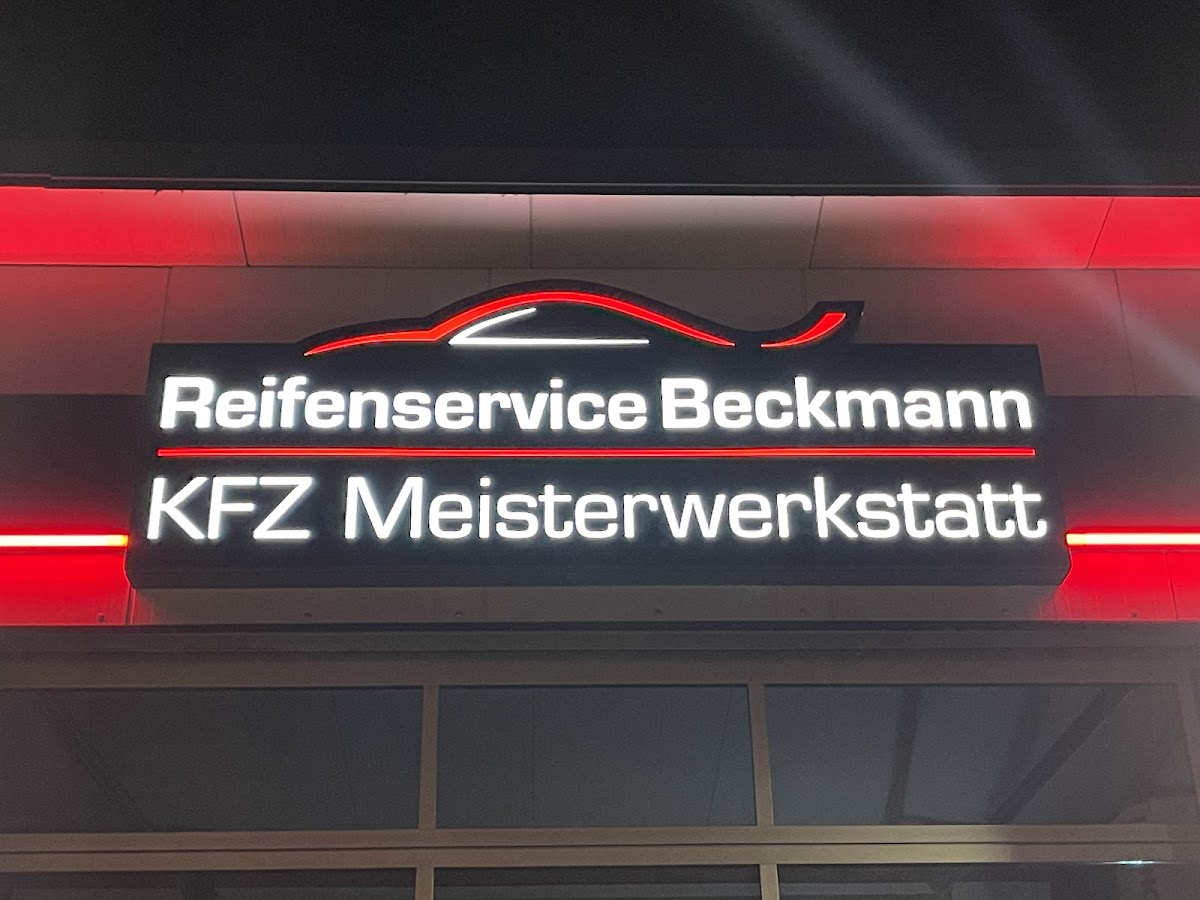 Reifenservice Beckmann
KFZ Meisterwerkstatt